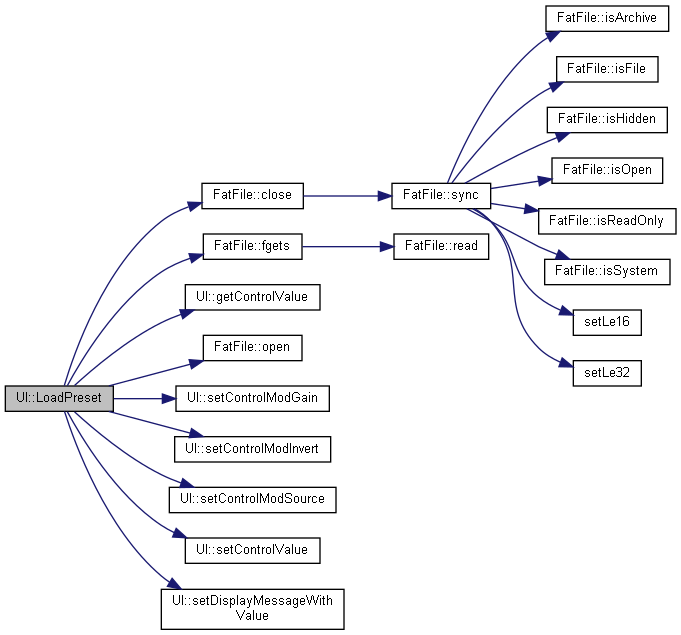 UI::LoadPreset
FatFile::close
FatFile::fgets
UI::getControlValue
FatFile::open
UI::setControlModGain
UI::setControlModInvert
UI::setControlModSource
UI::setControlValue
UI::setDisplayMessageWith
Value
FatFile::sync
FatFile::read
FatFile::isArchive
FatFile::isFile
FatFile::isHidden
FatFile::isOpen
FatFile::isReadOnly
FatFile::isSystem
setLe16
setLe32